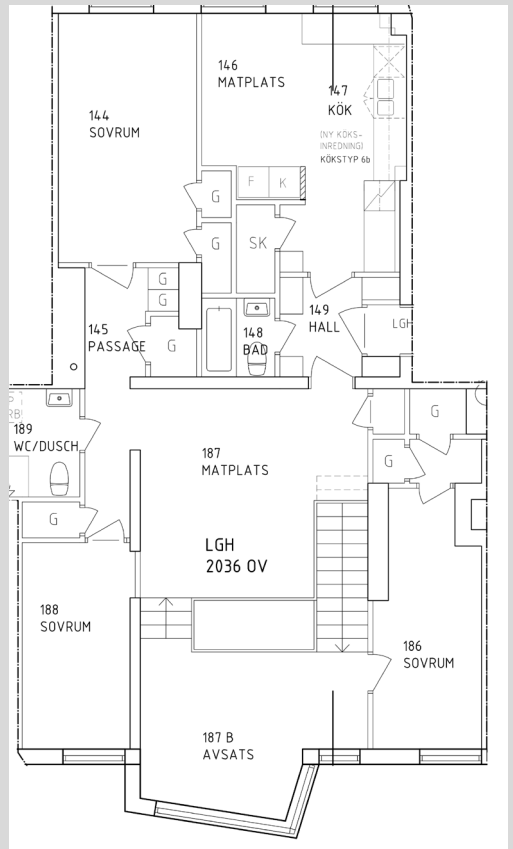 146
MATPLATS
147
KÖK
(NY KÖKS-
INREDNING)
KÖKSTYP 6b
144
SOVRUM
F
K
G
G
SK
G
G
149
HALL
LGH
145
PASSAGE
G
148
BAD
G
189
WC/DUSCH
187
MATPLATS
G
G
LGH
2036 OV
188
SOVRUM
186
SOVRUM
187 B
AVSATS